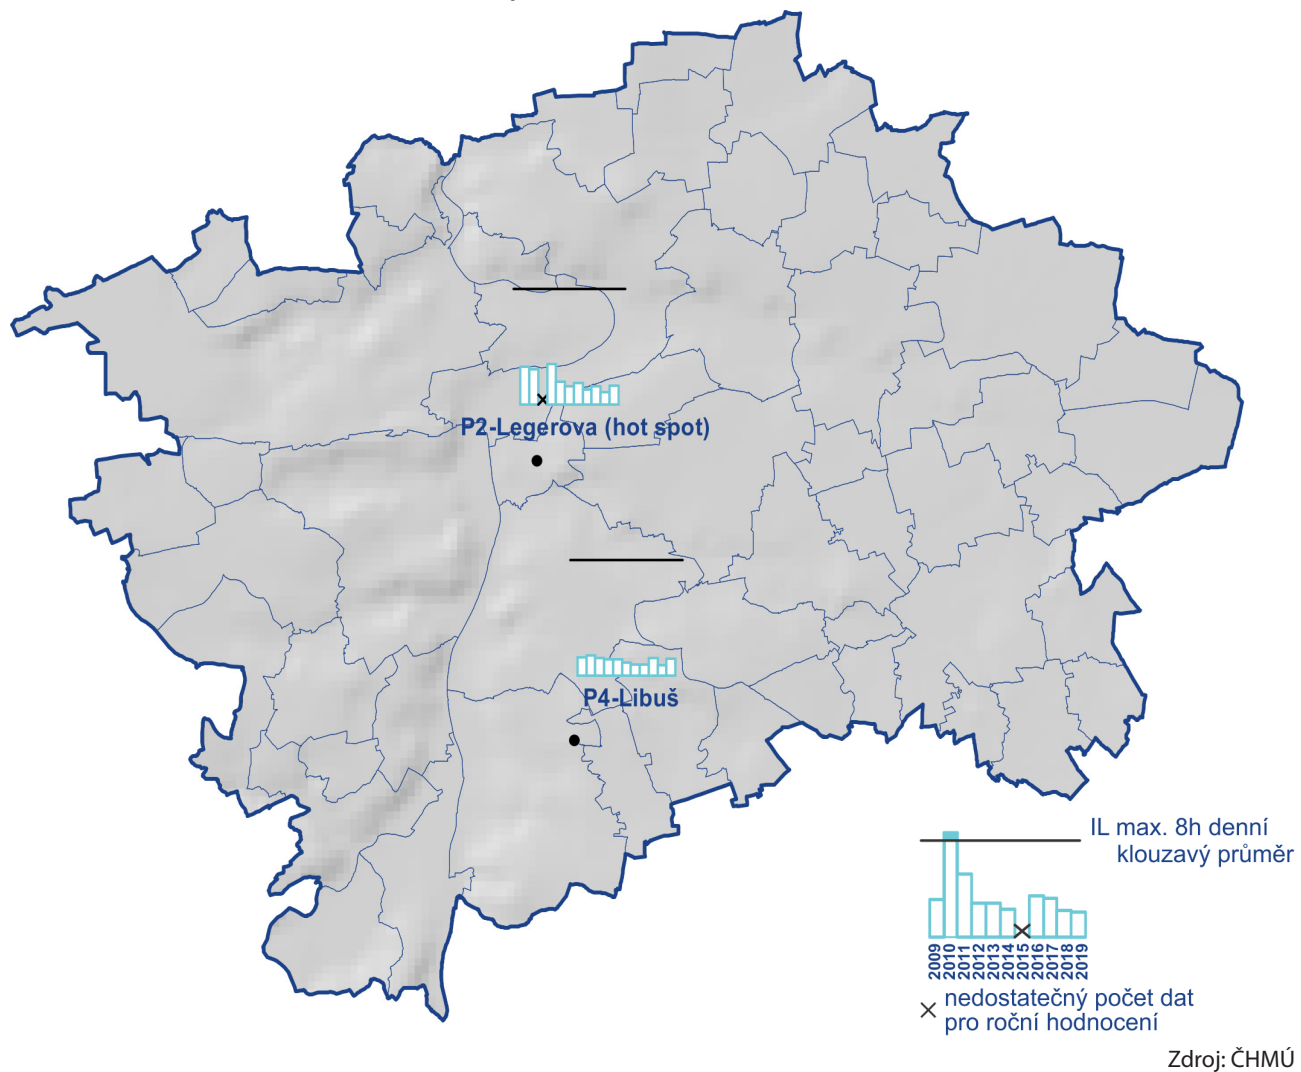 P2-Legerova (hot spot)
P4-Libuš
IL max. 8h denní
klouzavý průměr
2009
2010
2011
2012
2013
2014
2015
2016
2017
2018
2019
nedostatečný počet dat
pro roční hodnocení
Zdroj: ČHMÚ